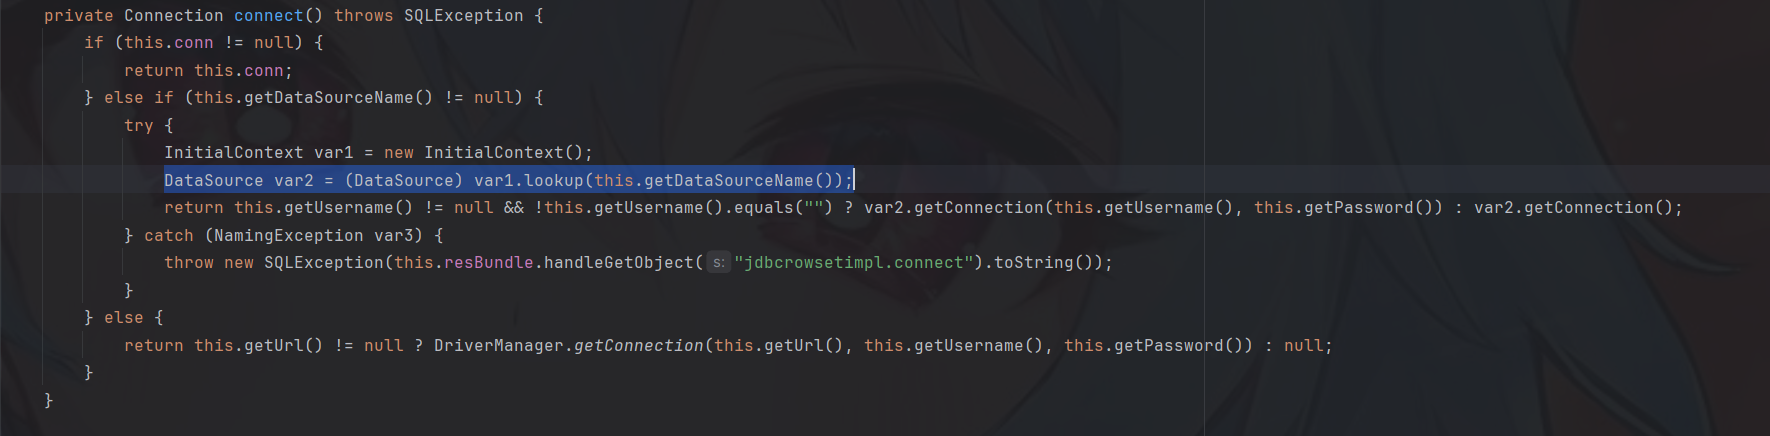 private Connection connect() throws SQLException {
if (this.conn != null) {
return this.conn;
} else if (this.getDataSourceName() != null) {
try {
InitialContext var1 = new InitialContext();
DataSource var2 = (DataSource) var1.lookup(this.getDataSourceName());
return this.getUsername() != null && !this.getUsername().equals("") ? var2.getConnection(this.getUsername(), this.getPassword()) : var2.getConnection();
} catch (NamingException var3) {
throw new SQLException(this.resBundle.handleGetObject( s: "jdbcrowsetimpl.connect").toString());
}
} else {
return this.getUrl() != null ? DriverManager.getConnection(this.getUrl(), this.getUsername(), this.getPassword()) : null;
}
}